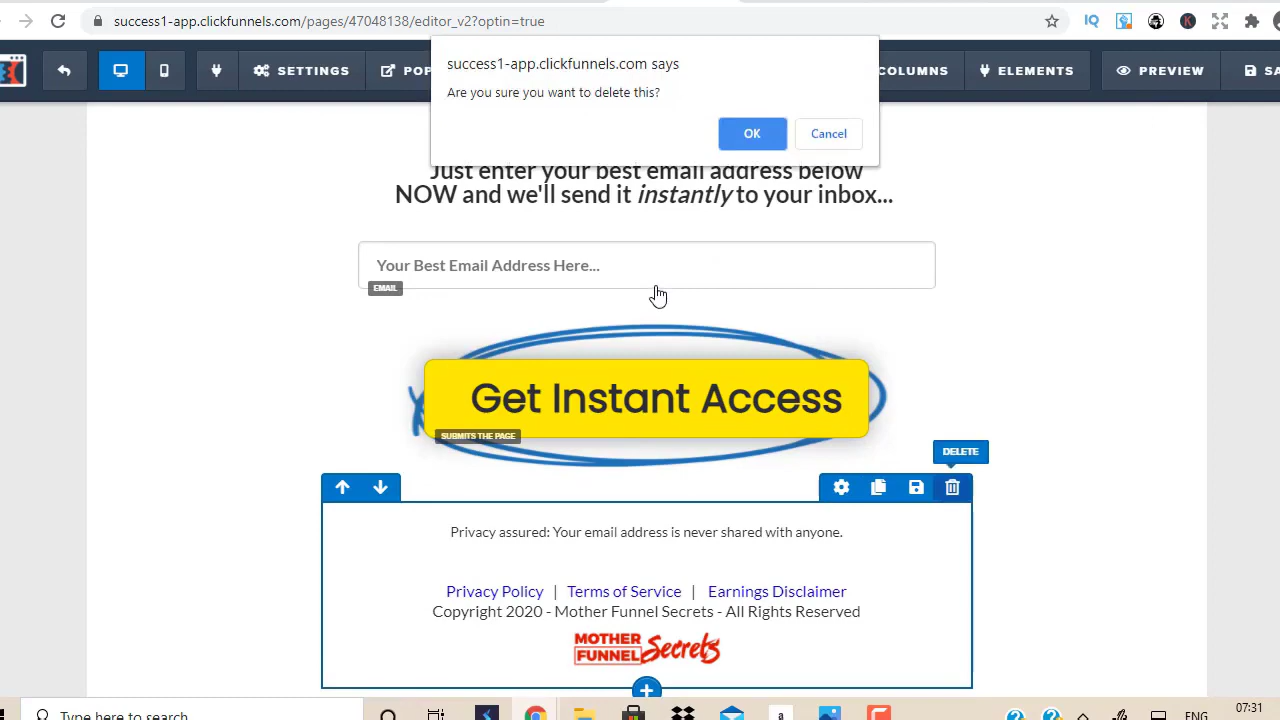 success1-app.clickfunnels.com/pages/47048138/editor_v2?optin=true
IQ
K
SETTINGS
POP
COLUMNS
ELEMENTS
PREVIEW
SA
success1-app.clickfunnels.com says
Are you sure you want to delete this?
OK
Cancel
Just enter your best email address below
NOW and we'll send it instantly to your inbox...
Your Best Email Address Here...
EMAIL
Get Instant Access
SUBMITS THE PAGE
DELETE
Privacy assured: Your email address is never shared with anyone.
Privacy Policy | Terms of Service | Earnings Disclaimer
Copyright 2020 - Mother Funnel Secrets - All Rights Reserved
MOTHER
FUNNEL Secrets
Type here to search
a
ENG
07:31